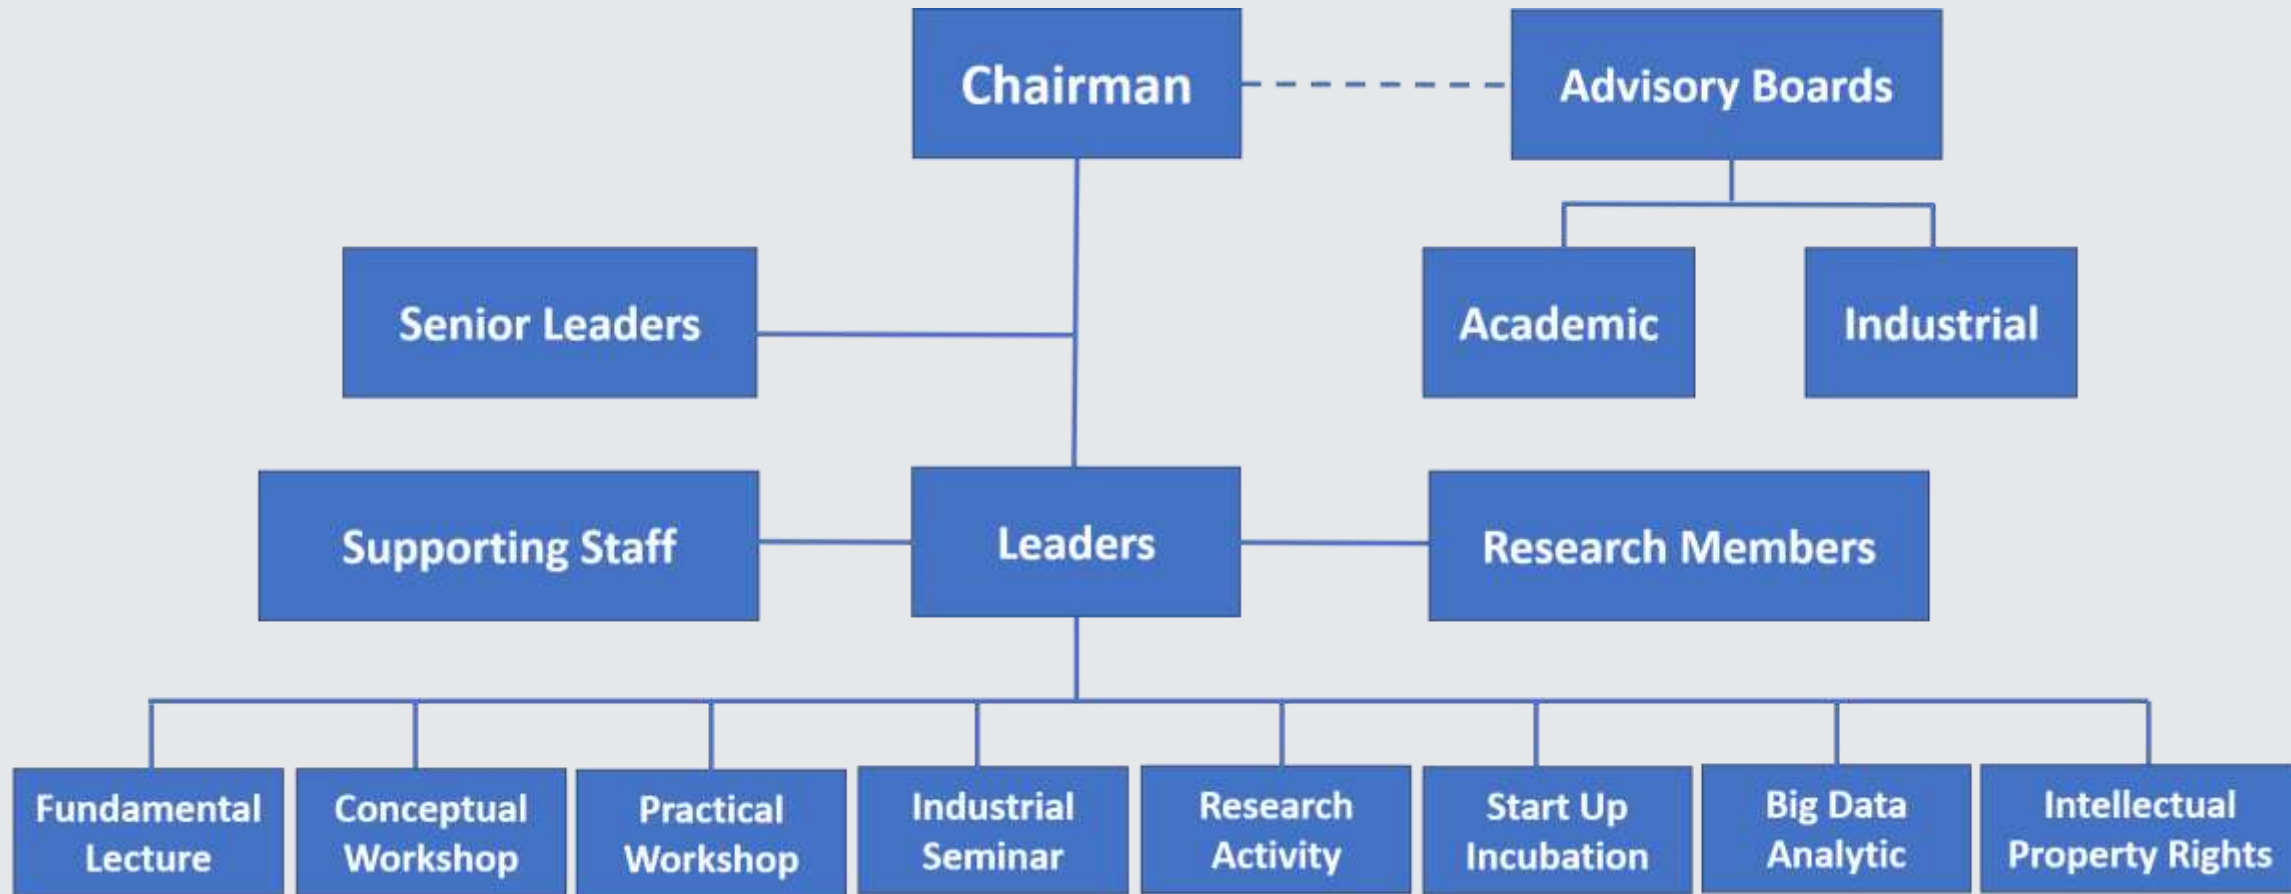 Chairman
Advisory Boards
Senior Leaders
Academic
Industrial
Supporting Staff
Leaders
Research Members
Fundamental
Lecture
Conceptual
Workshop
Practical
Workshop
Industrial
Seminar
Research
Activity
Start Up
Incubation
Big Data
Analytic
Intellectual
Property Rights